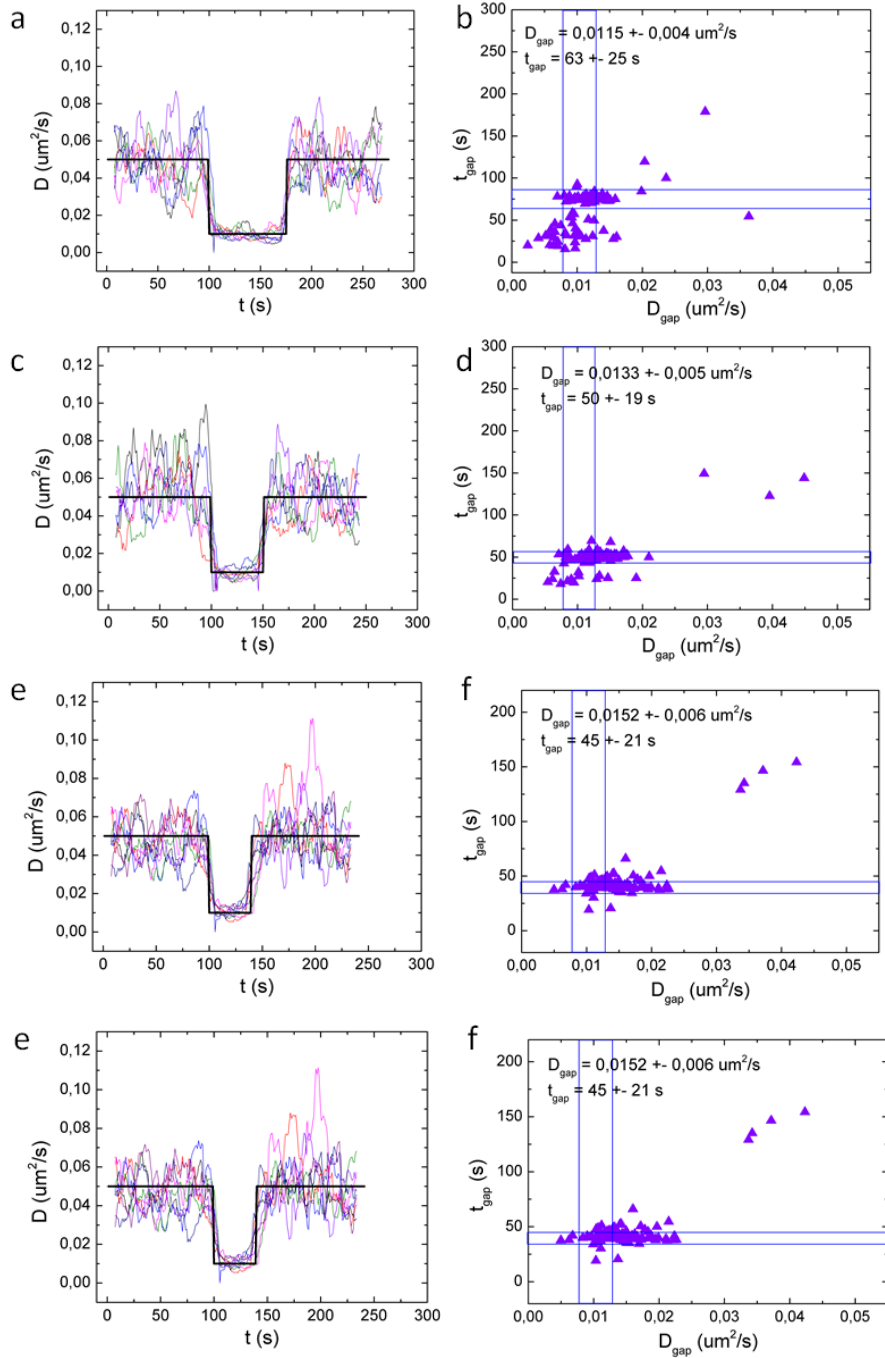 a
0,12
0,10
0,08
0,06
0,04
0,02
0,00
D (um²/s)
0 50 100 150 200 250 300
t (s)
b
D_gap = 0,0115 +- 0,004 um²/s
t_gap = 63 +- 25 s
300
250
200
150
100
50
0
t_gap (s)
0,00 0,01 0,02 0,03 0,04 0,05
D_gap (um²/s)
c
0,12
0,10
0,08
0,06
0,04
0,02
0,00
D (um²/s)
0 50 100 150 200 250 300
t (s)
d
D_gap = 0,0133 +- 0,005 um²/s
t_gap = 50 +- 19 s
300
250
200
150
100
50
0
t_gap (s)
0,00 0,01 0,02 0,03 0,04 0,05
D_gap (um²/s)
e
0,12
0,10
0,08
0,06
0,04
0,02
0,00
D (um²/s)
0 50 100 150 200 250 300
t (s)
f
D_gap = 0,0152 +- 0,006 um²/s
t_gap = 45 +- 21 s
200
150
100
50
0
t_gap (s)
0,00 0,01 0,02 0,03 0,04 0,05
D_gap (um²/s)
e
0,12
0,10
0,08
0,06
0,04
0,02
0,00
D (um²/s)
0 50 100 150 200 250 300
t (s)
f
D_gap = 0,0152 +- 0,006 um²/s
t_gap = 45 +- 21 s
200
150
100
50
0
t_gap (s)
0,00 0,01 0,02 0,03 0,04 0,05
D_gap (um²/s)